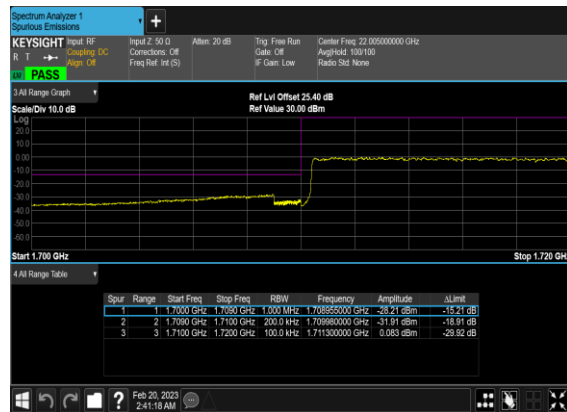 Spectrum Analyzer 1
Spurious Emissions
+
KEYSIGHT Input: RF Input Z: 50 Ω Atten: 20 dB Trig: Free Run Center Freq: 22.005000000 GHz
R T Coupling: DC Corrections: Off Gate: Off Avg|Hold: 100/100
Align: Off Freq Ref: Int (S) IF Gain: Low Radio Std: None
LXI PASS
3 All Range Graph
Ref Lvl Offset 25.40 dB
Scale/Div 10.0 dB Ref Value 30.00 dBm
Log
20.0
10.0
0.00
-10.0
-20.0
-30.0
-40.0
-50.0
-60.0
Start 1.700 GHz Stop 1.720 GH
4 All Range Table
Spur Range Start Freq Stop Freq RBW Frequency Amplitude ΔLimit
1 1 1.7000 GHz 1.7090 GHz 1.000 MHz 1.708955000 GHz -28.21 dBm -15.21 dB
2 2 1.7090 GHz 1.7100 GHz 200.0 kHz 1.709980000 GHz -31.91 dBm -18.91 dB
3 3 1.7100 GHz 1.7200 GHz 100.0 kHz 1.711300000 GHz 0.083 dBm -29.92 dB
? Feb 20, 2023
2:41:18 AM